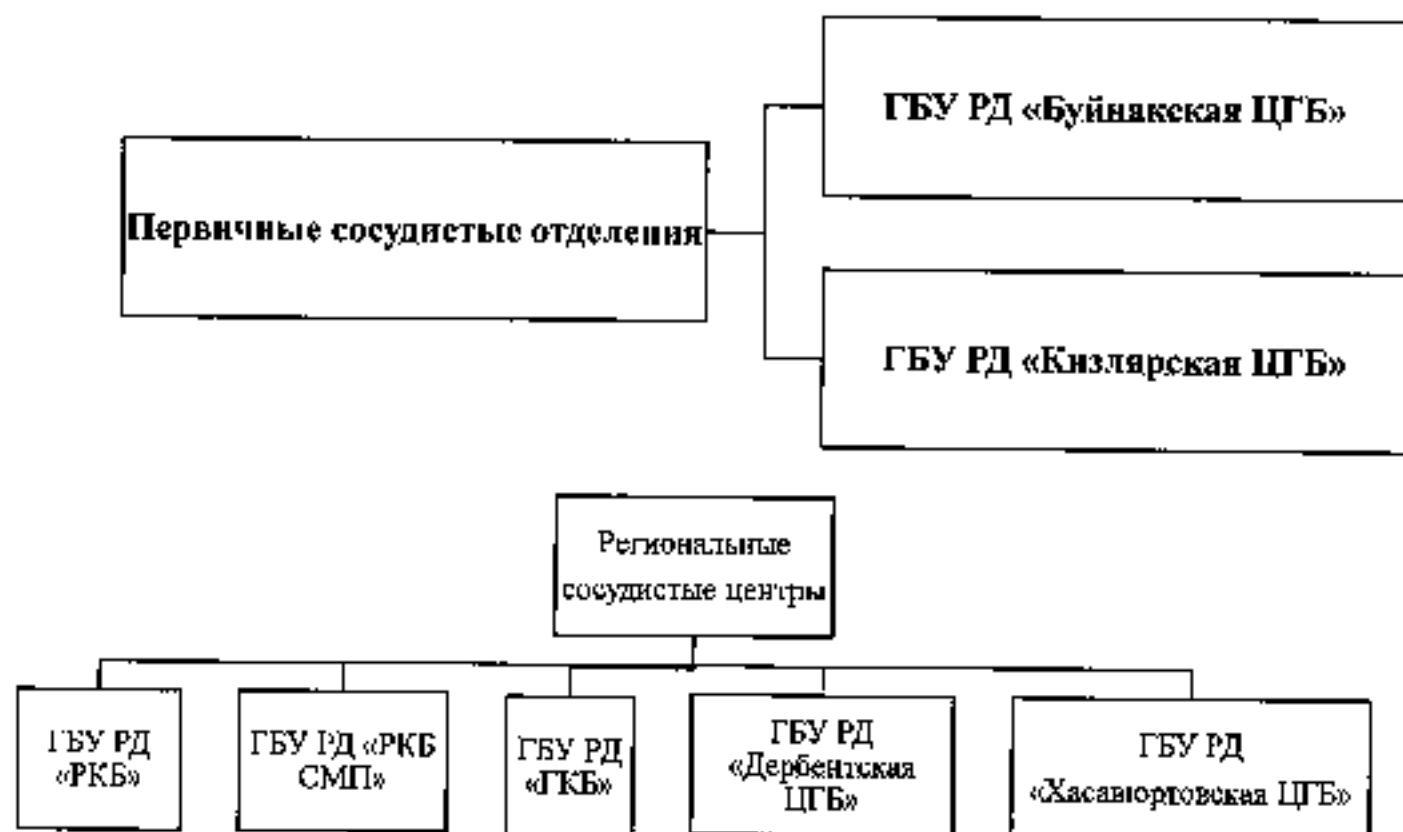 ГБУ РД «Буйнакская ЦГБ»
Первичные сосудистые отделения
ГБУ РД «Кизлярская ЦГБ»
Региональные
сосудистые центры
ГБУ РД
«РКБ»
ГБУ РД «РКБ
СМП»
ГБУ РД
«ГКБ»
ГБУ РД
«Дербентская
ЦГБ»
ГБУ РД
«Хасавюртовская ЦГБ»